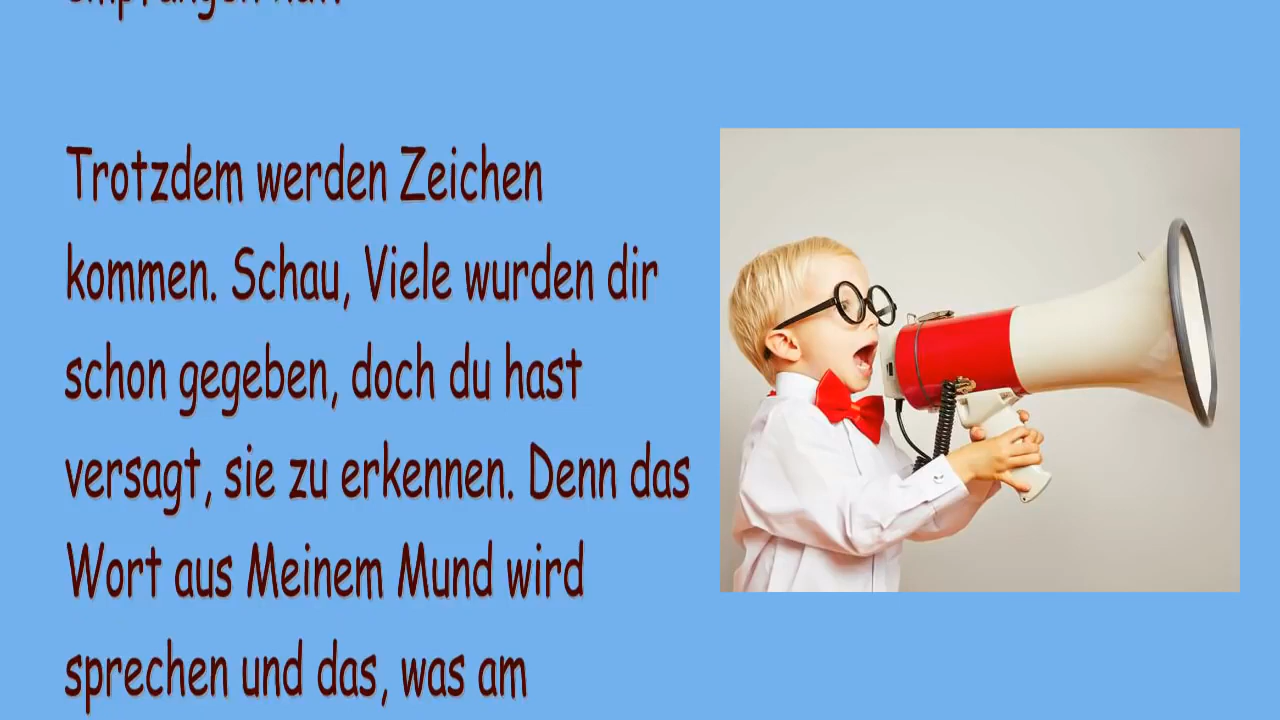 Trotzdem werden Zeichen
kommen. Schau, Viele wurden dir
schon gegeben, doch du hast
versagt, sie zu erkennen. Denn das
Wort aus Meinem Mund wird
sprechen und das, was am